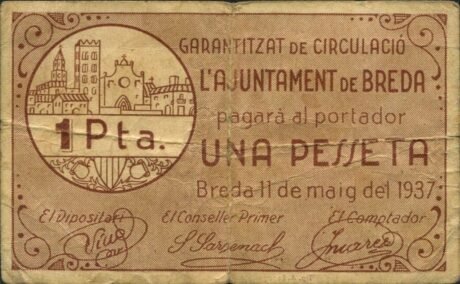 GARANTITZAT DE CIRCULACIÓ
L'AJUNTAMENT DE BREDA
pagarà al portador
UNA PESSETA
Breda 11 de maig del 1937
1 Pta.
El Dipositari
El Conseller Primer
El Comptador